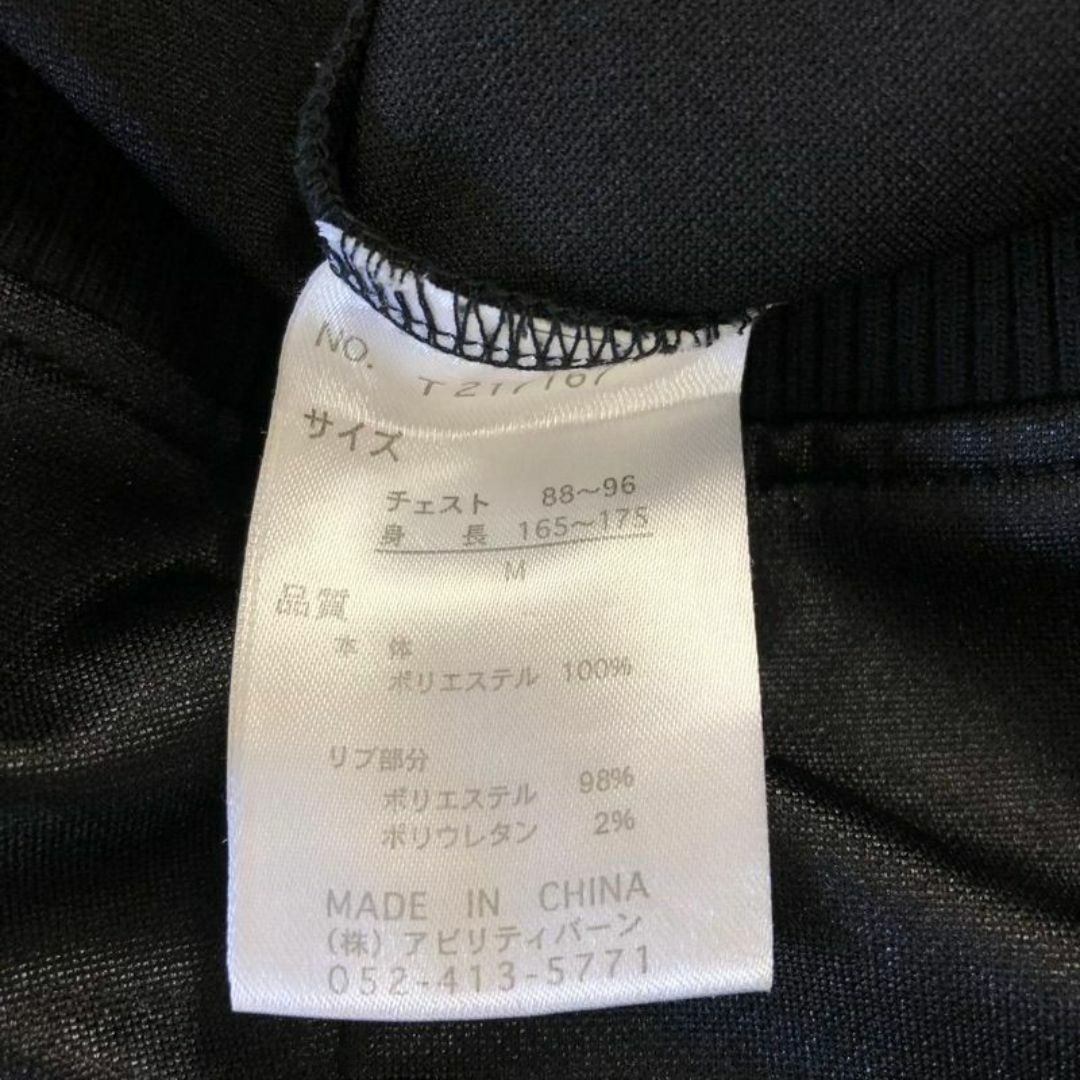 NO.
T217167
サイズ
チェスト 88～96
身 長 165～175
M
品質
本 体
ポリエステル 100%
リブ部分
ポリエステル 98%
ポリウレタン 2%
MADE IN CHINA
(株) アビリティバーン
052-413-5771